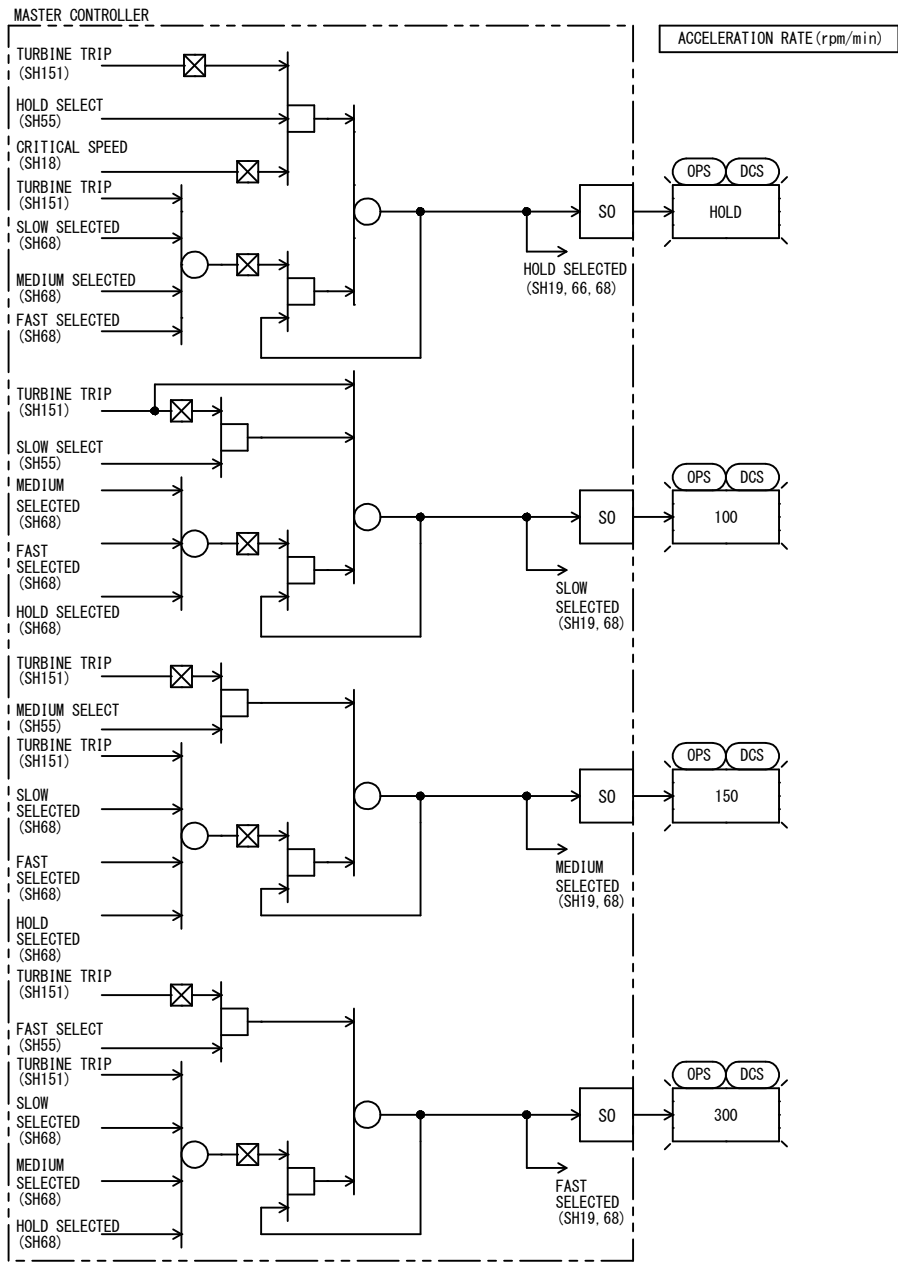 MASTER CONTROLLER
ACCELERATION RATE(rpm/min)
TURBINE TRIP
(SH151)
HOLD SELECT
(SH55)
CRITICAL SPEED
(SH18)
TURBINE TRIP
(SH151)
SLOW SELECTED
(SH68)
MEDIUM SELECTED
(SH68)
FAST SELECTED
(SH68)
SO
OPS DCS
HOLD
HOLD SELECTED
(SH19, 66, 68)
TURBINE TRIP
(SH151)
SLOW SELECT
(SH55)
MEDIUM
SELECTED
(SH68)
FAST
SELECTED
(SH68)
HOLD SELECTED
(SH68)
SO
OPS DCS
100
SLOW
SELECTED
(SH19, 68)
TURBINE TRIP
(SH151)
MEDIUM SELECT
(SH55)
TURBINE TRIP
(SH151)
SLOW
SELECTED
(SH68)
FAST
SELECTED
(SH68)
HOLD
SELECTED
(SH68)
SO
OPS DCS
150
MEDIUM
SELECTED
(SH19, 68)
TURBINE TRIP
(SH151)
FAST SELECT
(SH55)
TURBINE TRIP
(SH151)
SLOW
SELECTED
(SH68)
MEDIUM
SELECTED
(SH68)
HOLD SELECTED
(SH68)
SO
OPS DCS
300
FAST
SELECTED
(SH19, 68)